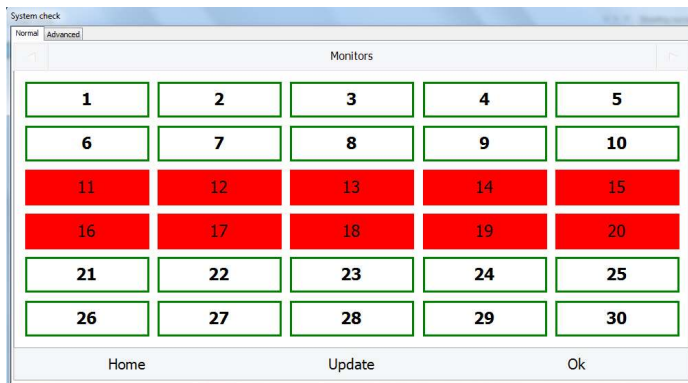 System check
Normal Advanced
Monitors
1 2 3 4 5
6 7 8 9 10
11 12 13 14 15
16 17 18 19 20
21 22 23 24 25
26 27 28 29 30
Home Update Ok